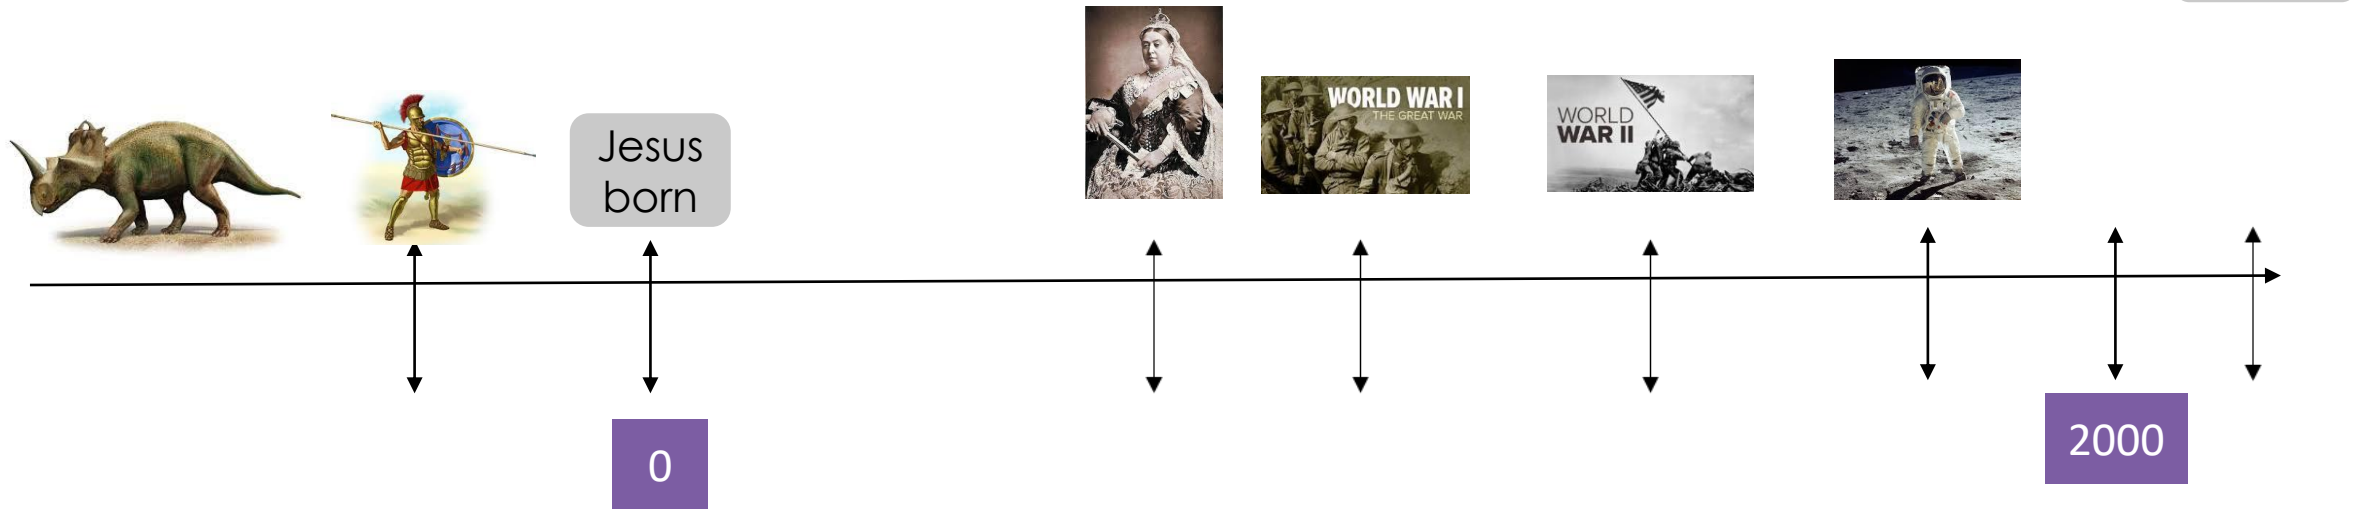 Jesus
born
WORLD WAR I
THE GREAT WAR
WORLD
WAR II
0
2000